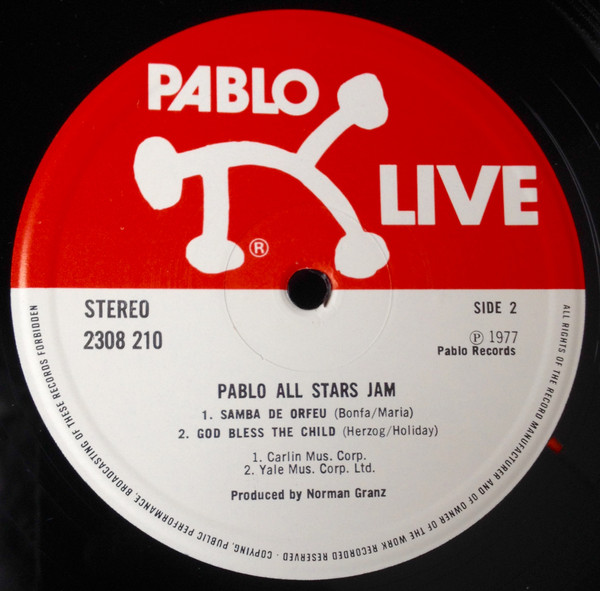 PABLO
LIVE
®
STEREO
2308 210
SIDE 2
℗ 1977
Pablo Records
PABLO ALL STARS JAM
1. SAMBA DE ORFEU (Bonfa/Maria)
2. GOD BLESS THE CHILD (Herzog/Holiday)
1. Carlin Mus. Corp.
2. Yale Mus. Corp. Ltd.
Produced by Norman Granz
ALL RIGHTS OF THE RECORD MANUFACTURER AND OF OWNER OF THE WORK RECORDED RESERVED - COPYING, PUBLIC PERFORMANCE, BROADCASTING OF THESE RECORDS FORBIDDEN